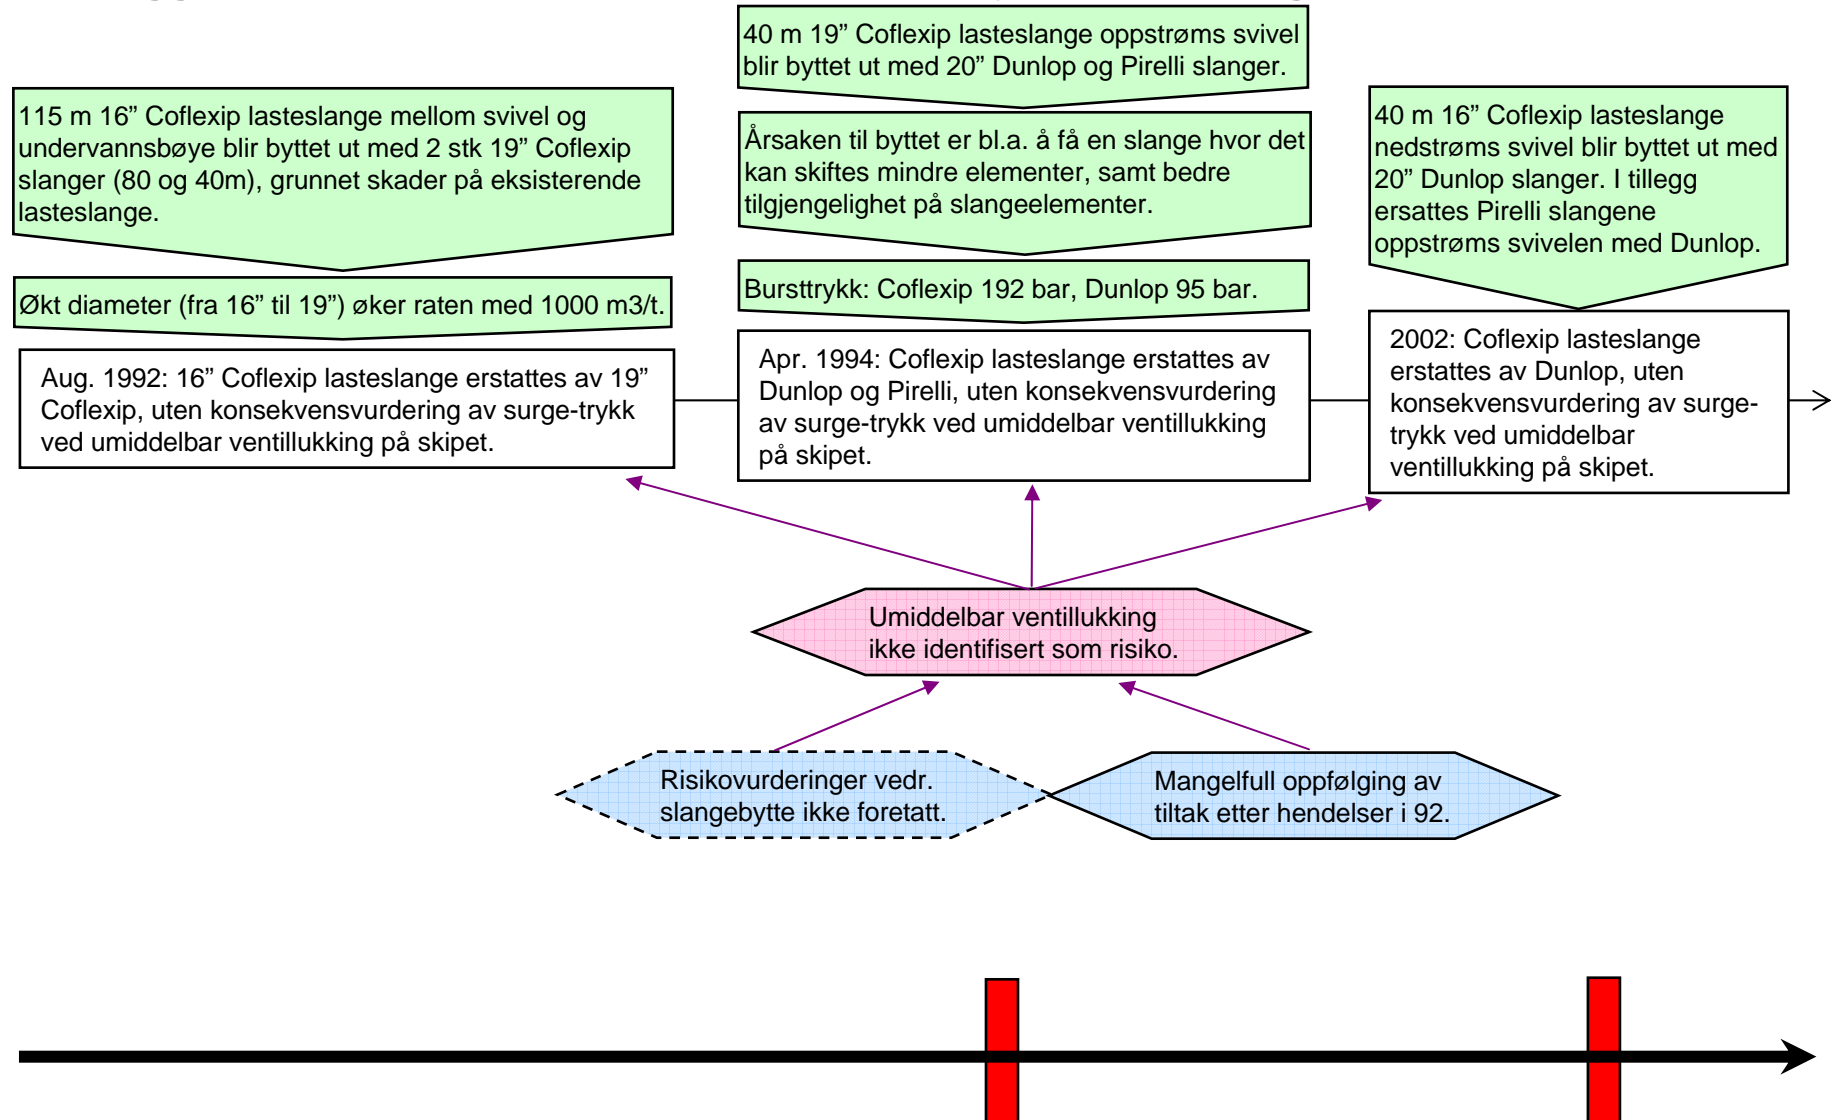 40 m 19” Coflexip lasteslange oppstrøms svivel
blir byttet ut med 20” Dunlop og Pirelli slanger.
115 m 16” Coflexip lasteslange mellom svivel og
undervannsbøye blir byttet ut med 2 stk 19” Coflexip
slanger (80 og 40m), grunnet skader på eksisterende
lasteslange.
Årsaken til byttet er bl.a. å få en slange hvor det
kan skiftes mindre elementer, samt bedre
tilgjengelighet på slangeelementer.
40 m 16” Coflexip lasteslange
nedstrøms svivel blir byttet ut med
20” Dunlop slanger. I tillegg
ersattes Pirelli slangene
oppstrøms svivelen med Dunlop.
Økt diameter (fra 16” til 19”) øker raten med 1000 m3/t.
Bursttrykk: Coflexip 192 bar, Dunlop 95 bar.
Aug. 1992: 16” Coflexip lasteslange erstattes av 19”
Coflexip, uten konsekvensvurdering av surge-trykk
ved umiddelbar ventillukking på skipet.
Apr. 1994: Coflexip lasteslange erstattes av
Dunlop og Pirelli, uten konsekvensvurdering
av surge-trykk ved umiddelbar ventillukking
på skipet.
2002: Coflexip lasteslange
erstattes av Dunlop, uten
konsekvensvurdering av surge-
trykk ved umiddelbar
ventillukking på skipet.
Umiddelbar ventillukking
ikke identifisert som risiko.
Risikovurderinger vedr.
slangebytte ikke foretatt.
Mangelfull oppfølging av
tiltak etter hendelser i 92.